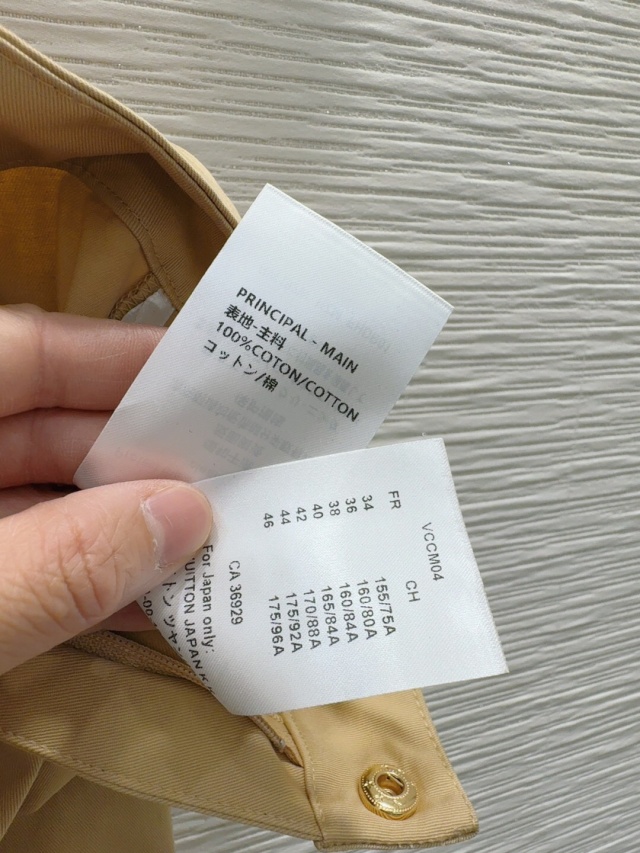 PRINCIPAL - MAIN
表地-主料
100%COTON/COTTON
コットン/棉
VCCM04
FR CH
34 155/75A
36 160/80A
38 160/84A
40 165/84A
42 170/88A
44 175/92A
46 175/96A
CA 36929
For Japan only:
VUITTON JAPAN K.